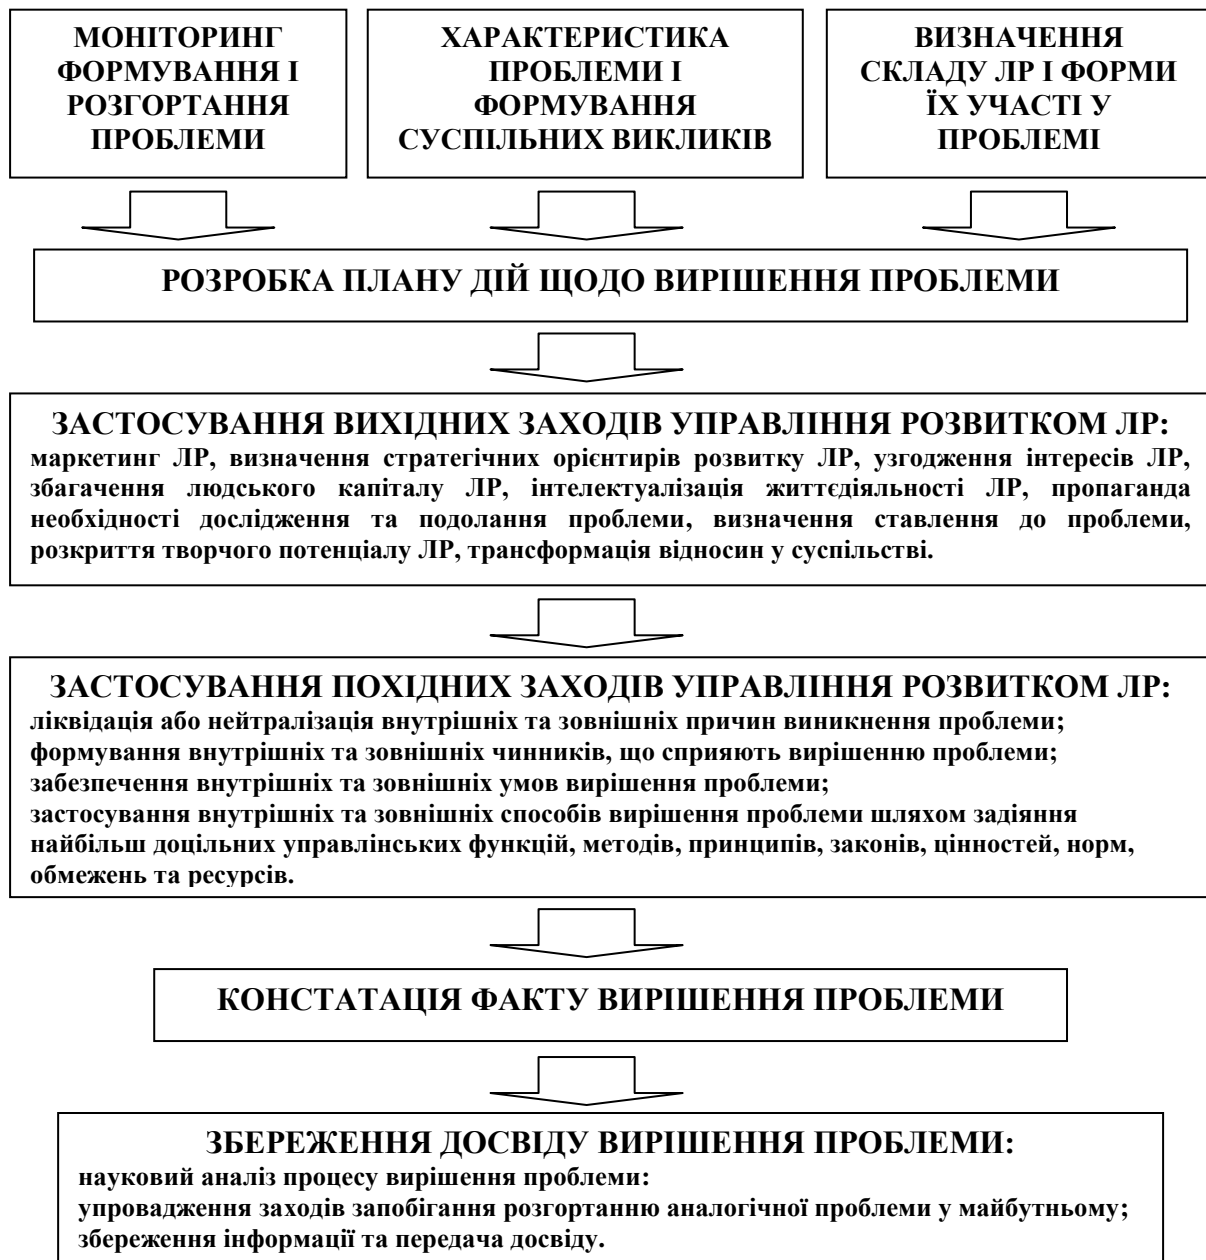 МОНІТОРИНГ
ФОРМУВАННЯ І
РОЗГОРТАННЯ
ПРОБЛЕМИ
ХАРАКТЕРИСТИКА
ПРОБЛЕМИ І
ФОРМУВАННЯ
СУСПІЛЬНИХ ВИКЛИКІВ
ВИЗНАЧЕННЯ
СКЛАДУ ЛР І ФОРМИ
ЇХ УЧАСТІ У
ПРОБЛЕМІ
РОЗРОБКА ПЛАНУ ДІЙ ЩОДО ВИРІШЕННЯ ПРОБЛЕМИ
ЗАСТОСУВАННЯ ВИХІДНИХ ЗАХОДІВ УПРАВЛІННЯ РОЗВИТКОМ ЛР:
маркетинг ЛР, визначення стратегічних орієнтирів розвитку ЛР, узгодження інтересів ЛР,
збагачення людського капіталу ЛР, інтелектуалізація життєдіяльності ЛР, пропаганда
необхідності дослідження та подолання проблеми, визначення ставлення до проблеми,
розкриття творчого потенціалу ЛР, трансформація відносин у суспільстві.
ЗАСТОСУВАННЯ ПОХІДНИХ ЗАХОДІВ УПРАВЛІННЯ РОЗВИТКОМ ЛР:
ліквідація або нейтралізація внутрішніх та зовнішніх причин виникнення проблеми;
формування внутрішніх та зовнішніх чинників, що сприяють вирішенню проблеми;
забезпечення внутрішніх та зовнішніх умов вирішення проблеми;
застосування внутрішніх та зовнішніх способів вирішення проблеми шляхом задіяння
найбільш доцільних управлінських функцій, методів, принципів, законів, цінностей, норм,
обмежень та ресурсів.
КОНСТАТАЦІЯ ФАКТУ ВИРІШЕННЯ ПРОБЛЕМИ
ЗБЕРЕЖЕННЯ ДОСВІДУ ВИРІШЕННЯ ПРОБЛЕМИ:
науковий аналіз процесу вирішення проблеми:
упровадження заходів запобігання розгортанню аналогічної проблеми у майбутньому;
збереження інформації та передача досвіду.